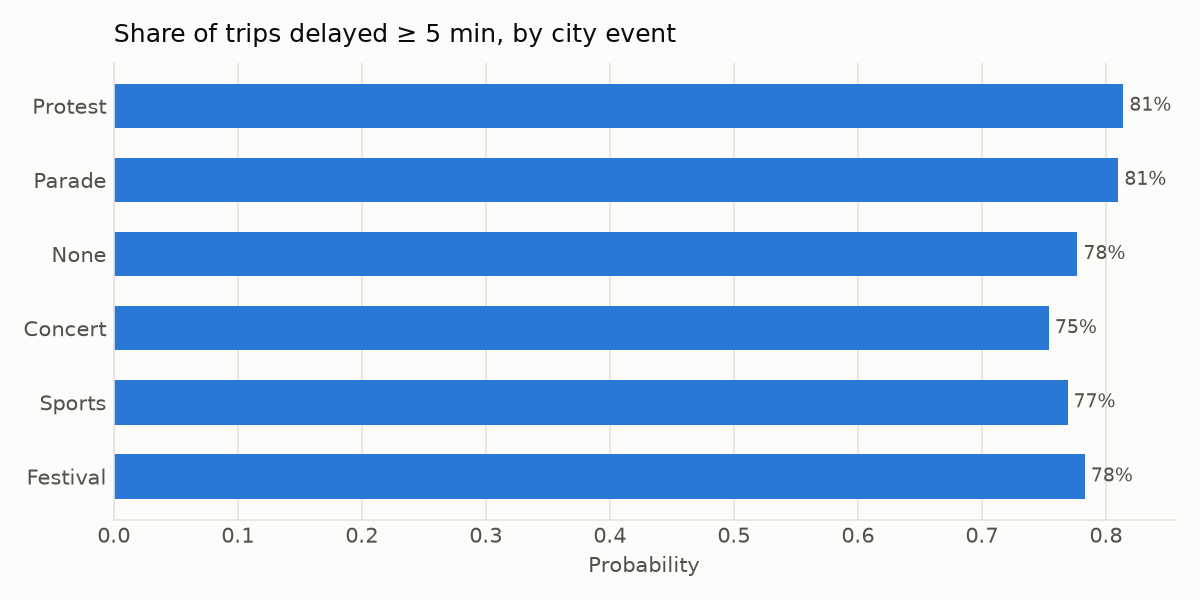 Share of trips delayed ≥ 5 min, by city event
Protest 81%
Parade 81%
None 78%
Concert 75%
Sports 77%
Festival 78%
0.0 0.1 0.2 0.3 0.4 0.5 0.6 0.7 0.8
Probability